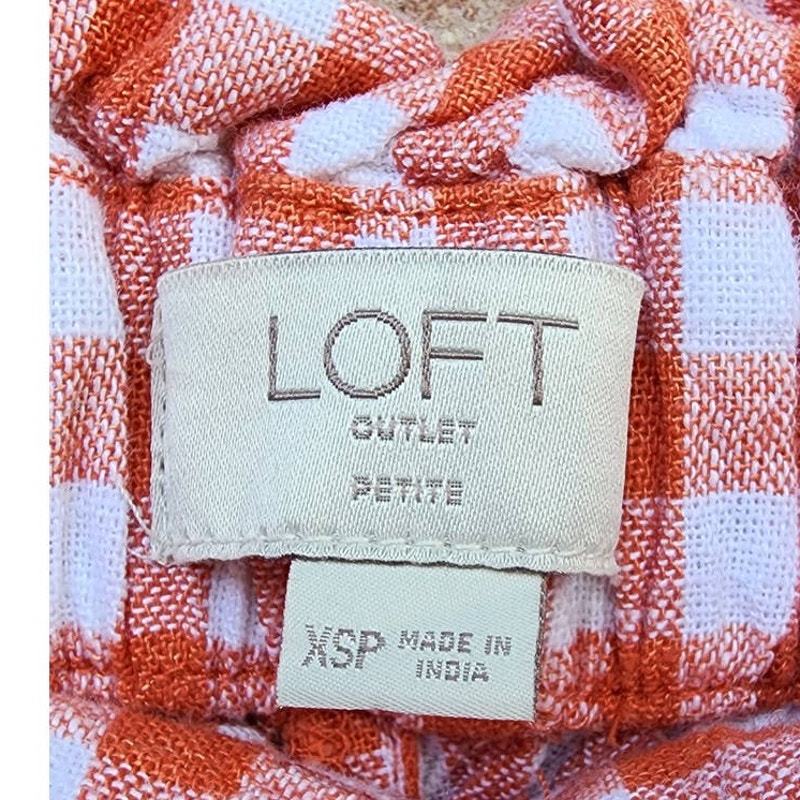 LOFT
OUTLET
PETITE
XSP MADE IN
INDIA